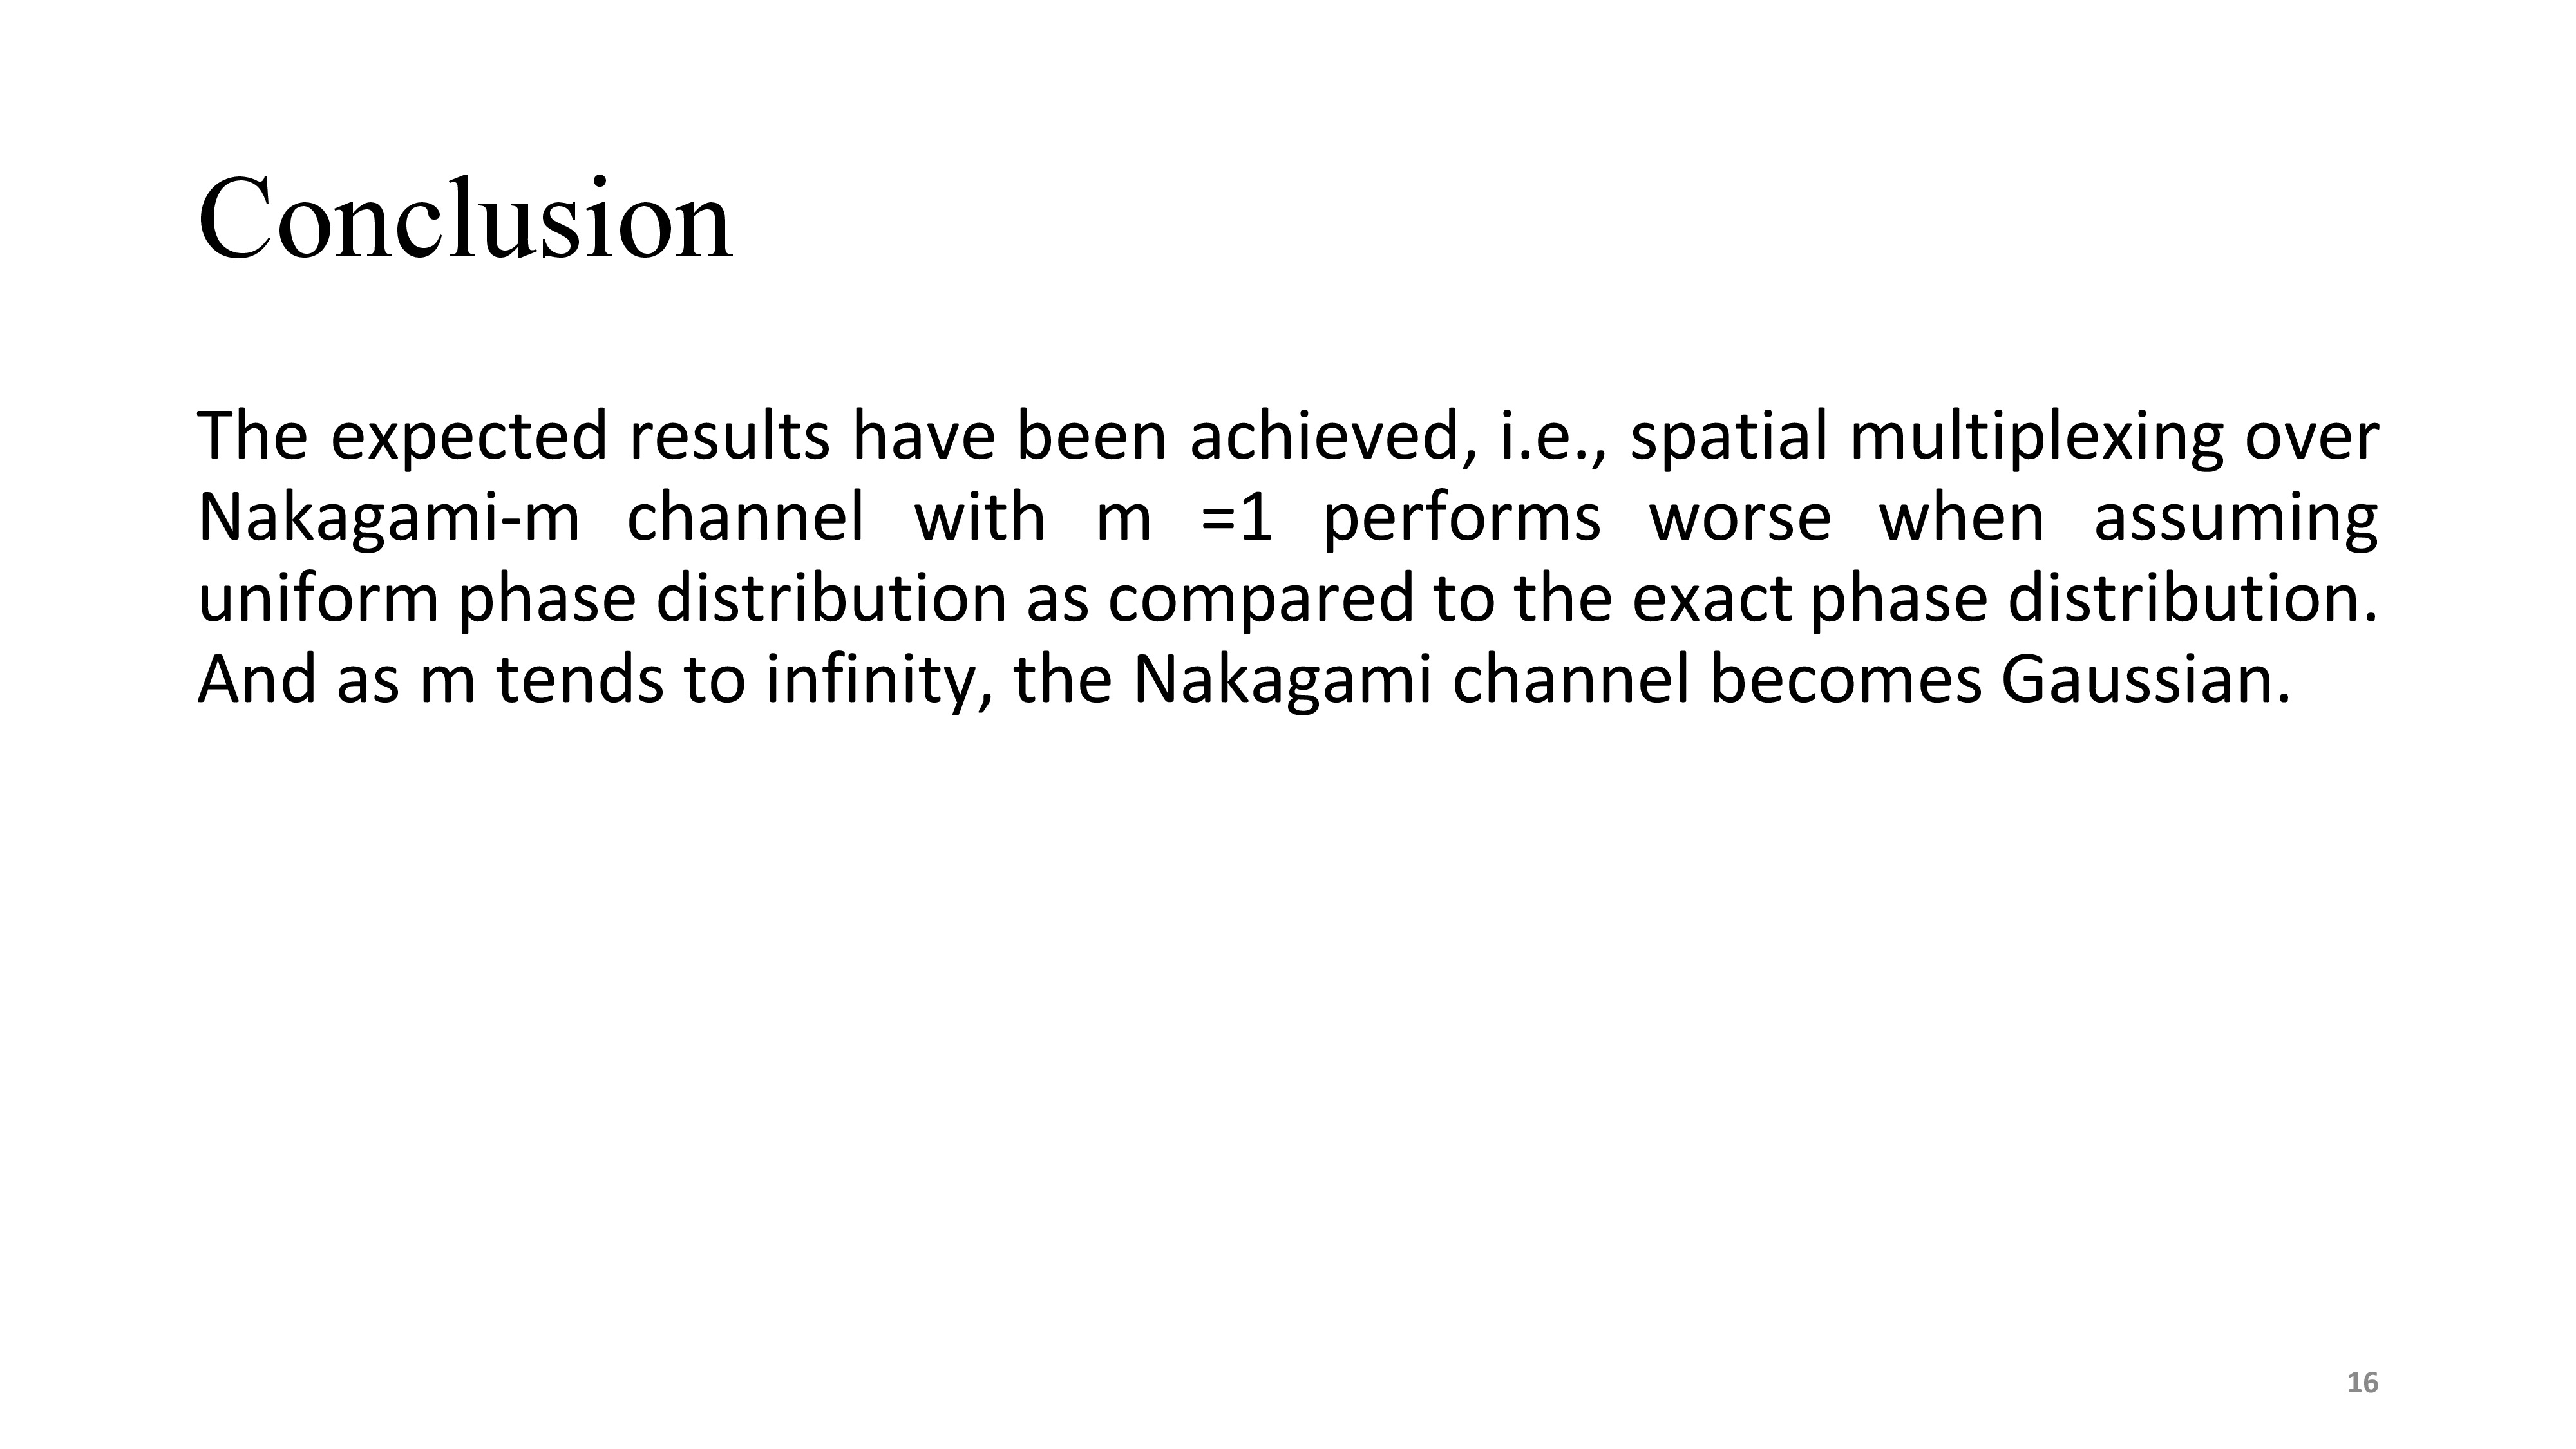 Conclusion
The expected results have been achieved, i.e., spatial multiplexing over
Nakagami-m channel with m =1 performs worse when assuming
uniform phase distribution as compared to the exact phase distribution.
And as m tends to infinity, the Nakagami channel becomes Gaussian.
16